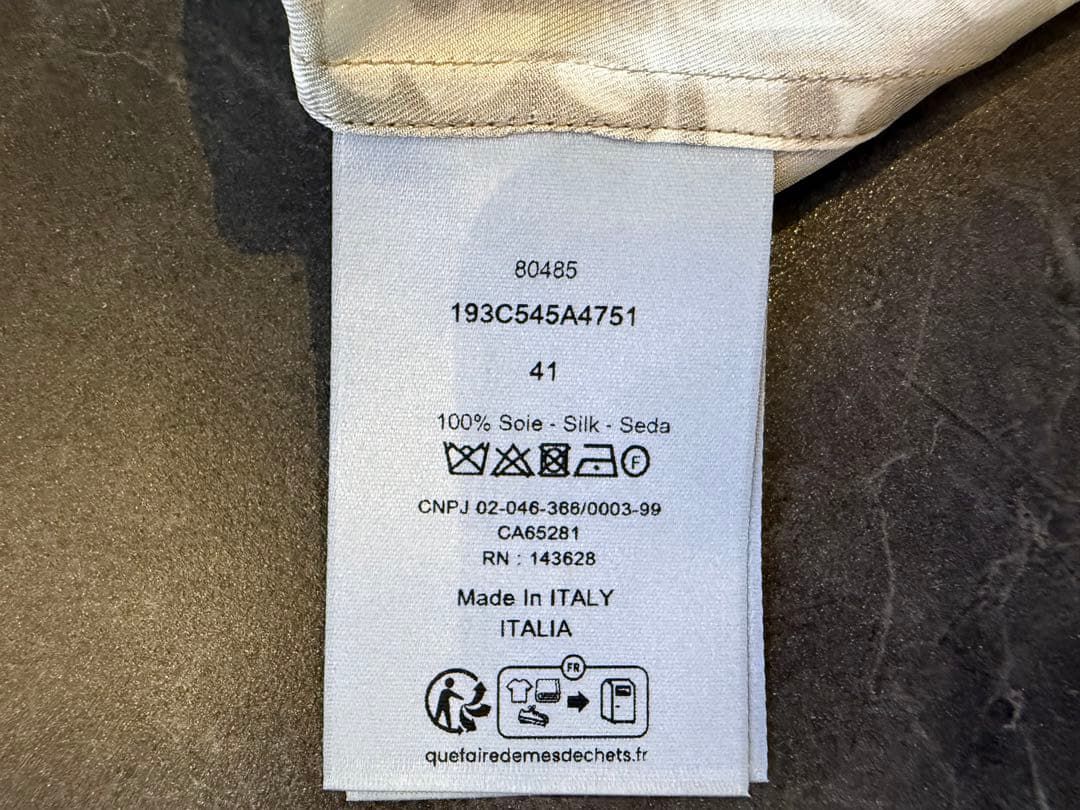 80485
193C545A4751
41
100% Soie - Silk - Seda
F
CNPJ 02-046-366/0003-99
CA65281
RN : 143628
Made In ITALY
ITALIA
FR
quefairedemesdechets.fr